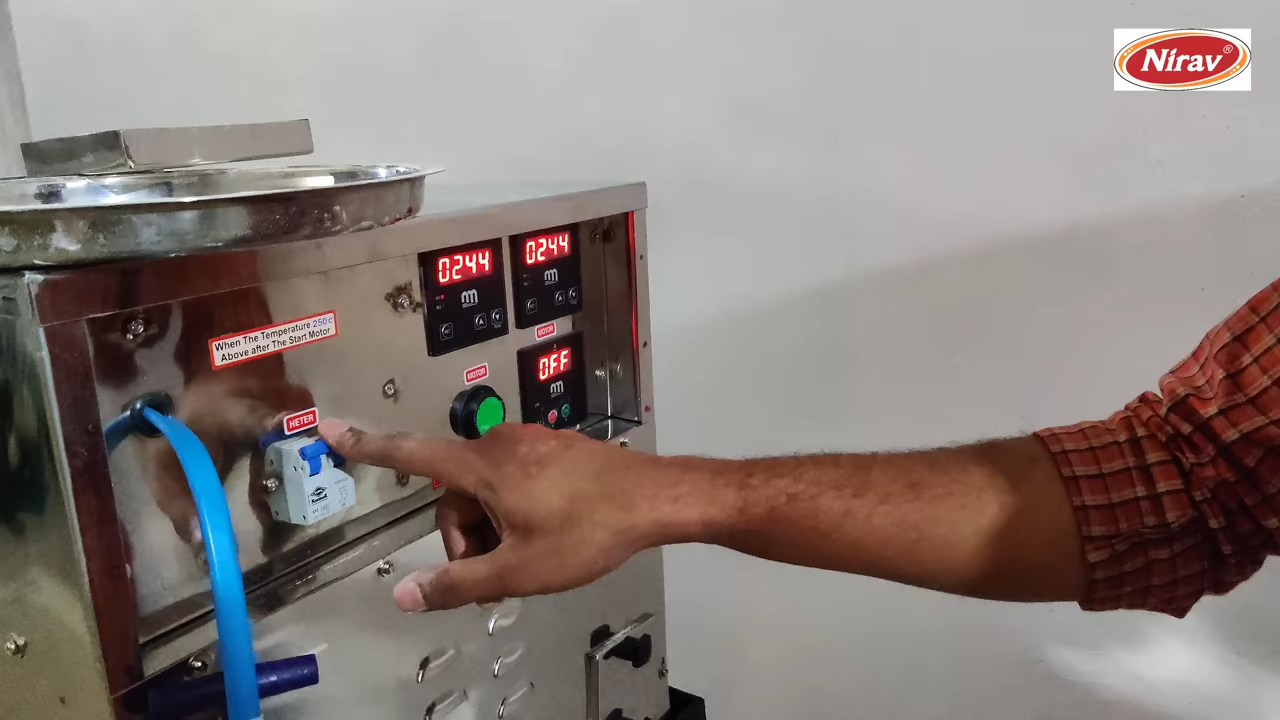 Nirav®
0244
0244
When The Temperature 250c
Above after The Start Motor
MOTOR
OFF
MOTOR
HETER